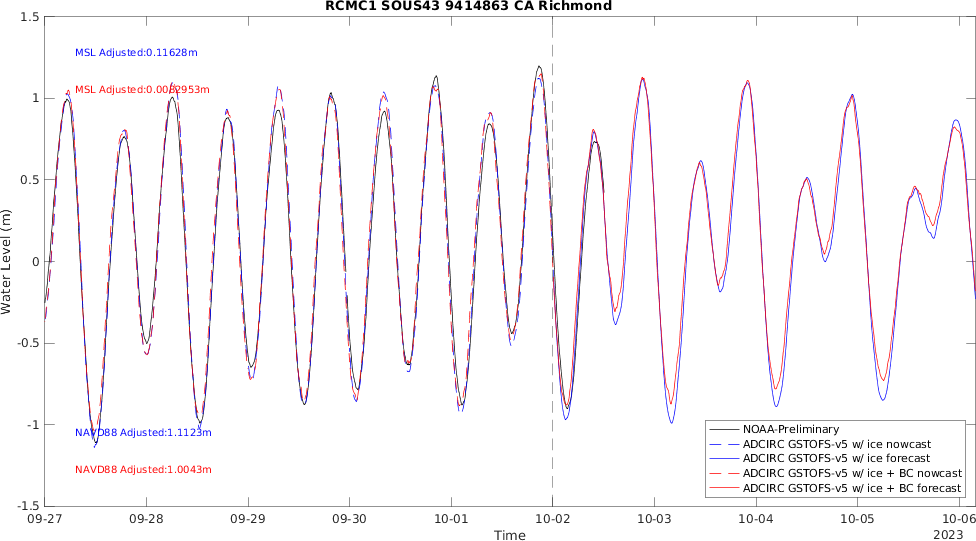 RCMC1 SOUS43 9414863 CA Richmond
1.5
1
0.5
0
-0.5
-1
-1.5
Water Level (m)
MSL Adjusted:0.11628m
MSL Adjusted:0.0082953m
NAVD88 Adjusted:1.1123m
NAVD88 Adjusted:1.0043m
NOAA-Preliminary
ADCIRC GSTOFS-v5 w/ ice nowcast
ADCIRC GSTOFS-v5 w/ ice forecast
ADCIRC GSTOFS-v5 w/ ice + BC nowcast
ADCIRC GSTOFS-v5 w/ ice + BC forecast
09-27 09-28 09-29 09-30 10-01 10-02 10-03 10-04 10-05 10-06
Time
2023